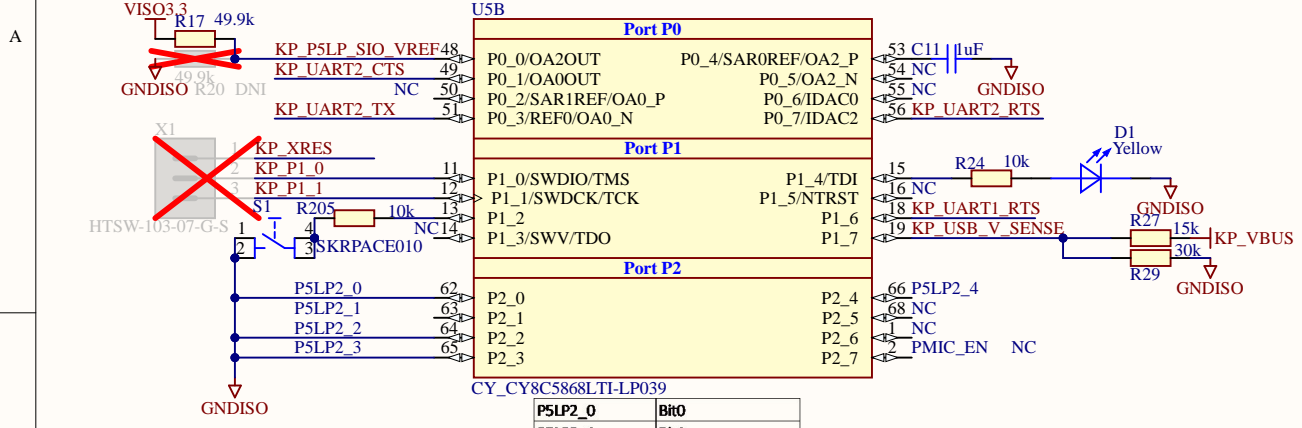 A
VISO3,3
R17 49.9k
49.9k
R20 DNI
GNDISO
KP_P5LP_SIO_VREF
KP_UART2_CTS
NC
KP_UART2_TX
X1
1 KP_XRES
2 KP_P1_0
3 KP_P1_1
HTSW-103-07-G-S
S1
R205 10k
NC
1 4
2 3 SKRPACE010
P5LP2_0
P5LP2_1
P5LP2_2
P5LP2_3
GNDISO
U5B
Port P0
48 P0_0/OA2OUT P0_4/SAR0REF/OA2_P 53
49 P0_1/OA0OUT P0_5/OA2_N 54
50 P0_2/SAR1REF/OA0_P P0_6/IDAC0 55
51 P0_3/REF0/OA0_N P0_7/IDAC2 56
Port P1
11 P1_0/SWDIO/TMS P1_4/TDI 15
12 P1_1/SWDCK/TCK P1_5/NTRST 16
13 P1_2 P1_6 18
14 P1_3/SWV/TDO P1_7 19
Port P2
62 P2_0 P2_4 66
63 P2_1 P2_5 68
64 P2_2 P2_6 1
65 P2_3 P2_7 2
CY_CY8C5868LTI-LP039
C11 1uF
NC
NC
GNDISO
KP_UART2_RTS
D1
Yellow
R24 10k
NC
GNDISO
KP_UART1_RTS
KP_USB_V_SENSE
R27
15k KP_VBUS
30k
R29
GNDISO
P5LP2_4
NC
NC
PMIC_EN NC
P5LP2_0 Bit0